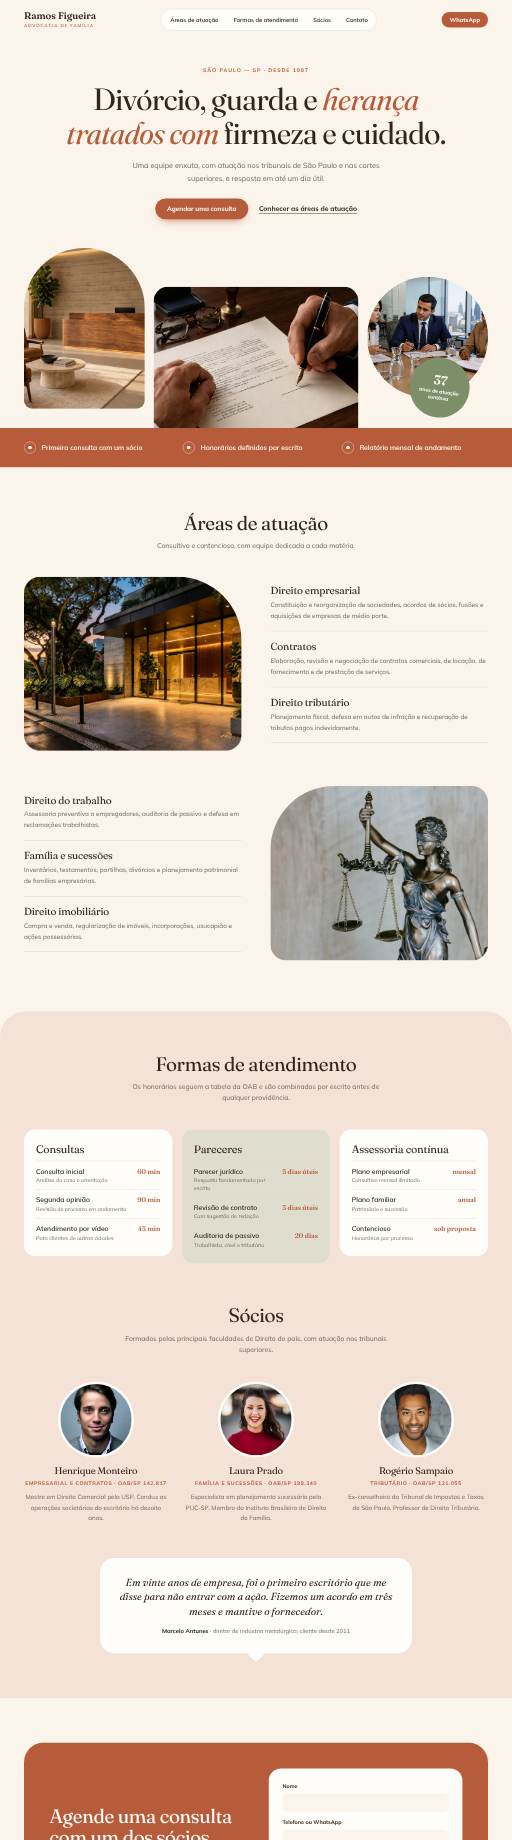 Ramos Figueira
ADVOCACIA DE FAMÍLIA
Áreas de atuação
Formas de atendimento
Sócios
Contato
WhatsApp
SÃO PAULO — SP · DESDE 1987
Divórcio, guarda e herança
tratados com firmeza e cuidado.
Uma equipe enxuta, com atuação nos tribunais de São Paulo e nas cortes
superiores, e resposta em até um dia útil.
Agendar uma consulta
Conhecer as áreas de atuação
37
anos de atuação
contínua
Primeira consulta com um sócio
Honorários definidos por escrito
Relatório mensal de andamento
Áreas de atuação
Consultivo e contencioso, com equipe dedicada a cada matéria.
Direito empresarial
Constituição e reorganização de sociedades, acordos de sócios, fusões e
aquisições de empresas de médio porte.
Contratos
Elaboração, revisão e negociação de contratos comerciais, de locação, de
fornecimento e de prestação de serviços.
Direito tributário
Planejamento fiscal, defesa em autos de infração e recuperação de
tributos pagos indevidamente.
Direito do trabalho
Assessoria preventiva a empregadores, auditoria de passivo e defesa em
reclamações trabalhistas.
Família e sucessões
Inventários, testamentos, partilhas, divórcios e planejamento patrimonial
de famílias empresárias.
Direito imobiliário
Compra e venda, regularização de imóveis, incorporações, usucapião e
ações possessórias.
Formas de atendimento
Os honorários seguem a tabela da OAB e são combinados por escrito antes de
qualquer providência.
Consultas
Consulta inicial 60 min
Análise do caso e orientação
Segunda opinião 90 min
Revisão de processo em andamento
Atendimento por vídeo 45 min
Para clientes de outras cidades
Pareceres
Parecer jurídico 5 dias úteis
Resposta fundamentada por
escrito
Revisão de contrato 3 dias úteis
Com sugestão de redação
Auditoria de passivo 20 dias
Trabalhista, cível e tributário
Assessoria contínua
Plano empresarial mensal
Consultivo mensal ilimitado
Plano familiar anual
Patrimônio e sucessão
Contencioso sob proposta
Honorários por processo
Sócios
Formados pelas principais faculdades de Direito do país, com atuação nos tribunais
superiores.
Henrique Monteiro
EMPRESARIAL E CONTRATOS · OAB/SP 142.817
Mestre em Direito Comercial pela USP. Conduz as
operações societárias do escritório há dezoito
anos.
Laura Prado
FAMÍLIA E SUCESSÕES · OAB/SP 198.340
Especialista em planejamento sucessório pela
PUC-SP. Membro do Instituto Brasileiro de Direito
de Família.
Rogério Sampaio
TRIBUTÁRIO · OAB/SP 121.055
Ex-conselheiro do Tribunal de Impostos e Taxas
de São Paulo. Professor de Direito Tributário.
Em vinte anos de empresa, foi o primeiro escritório que me
disse para não entrar com a ação. Fizemos um acordo em três
meses e mantive o fornecedor.
Marcelo Antunes · diretor de indústria metalúrgica, cliente desde 2011
Agende uma consulta
com um dos sócios
Nome
Telefone ou WhatsApp